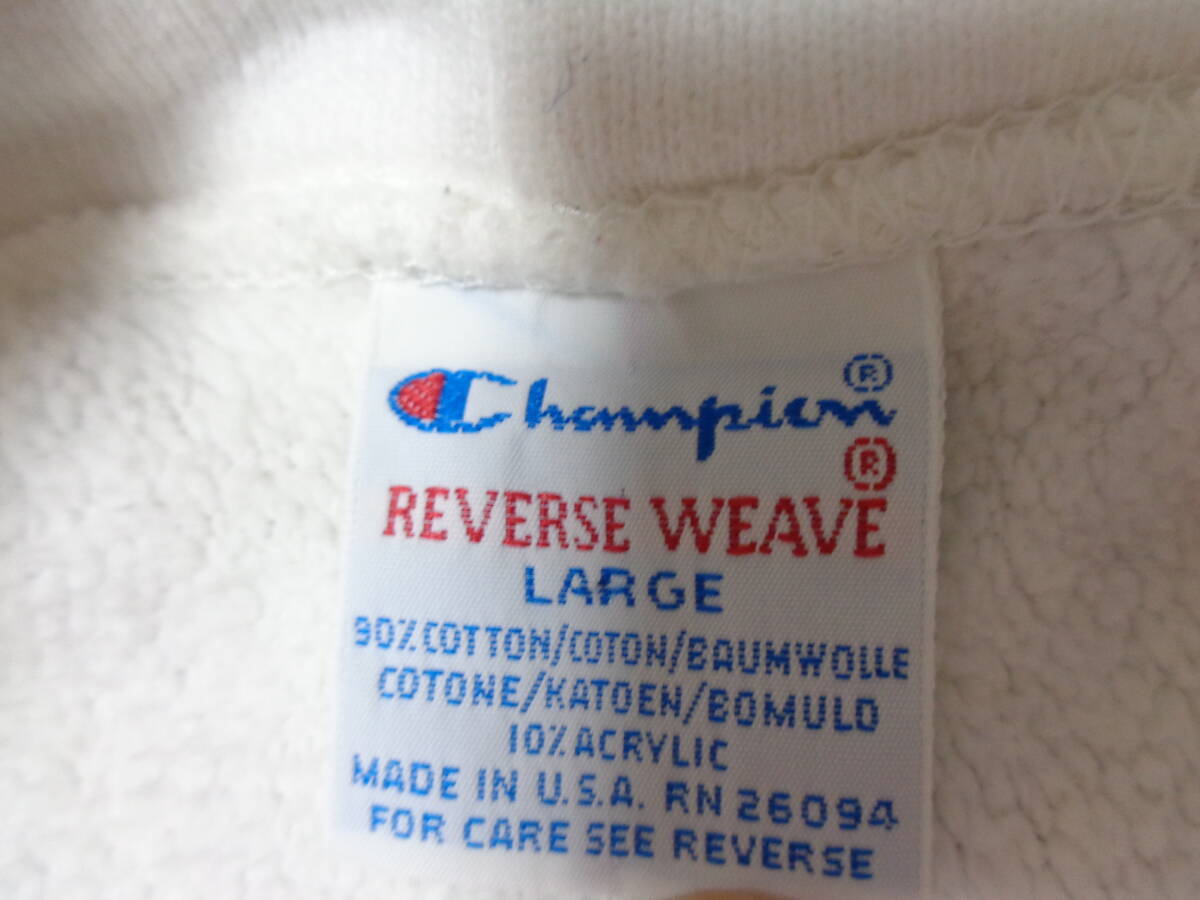 Champion®
REVERSE WEAVE®
LARGE
90% COTTON/COTON/BAUMWOLLE
COTONE/KATOEN/BOMULD
10% ACRYLIC
MADE IN U.S.A. RN 26094
FOR CARE SEE REVERSE